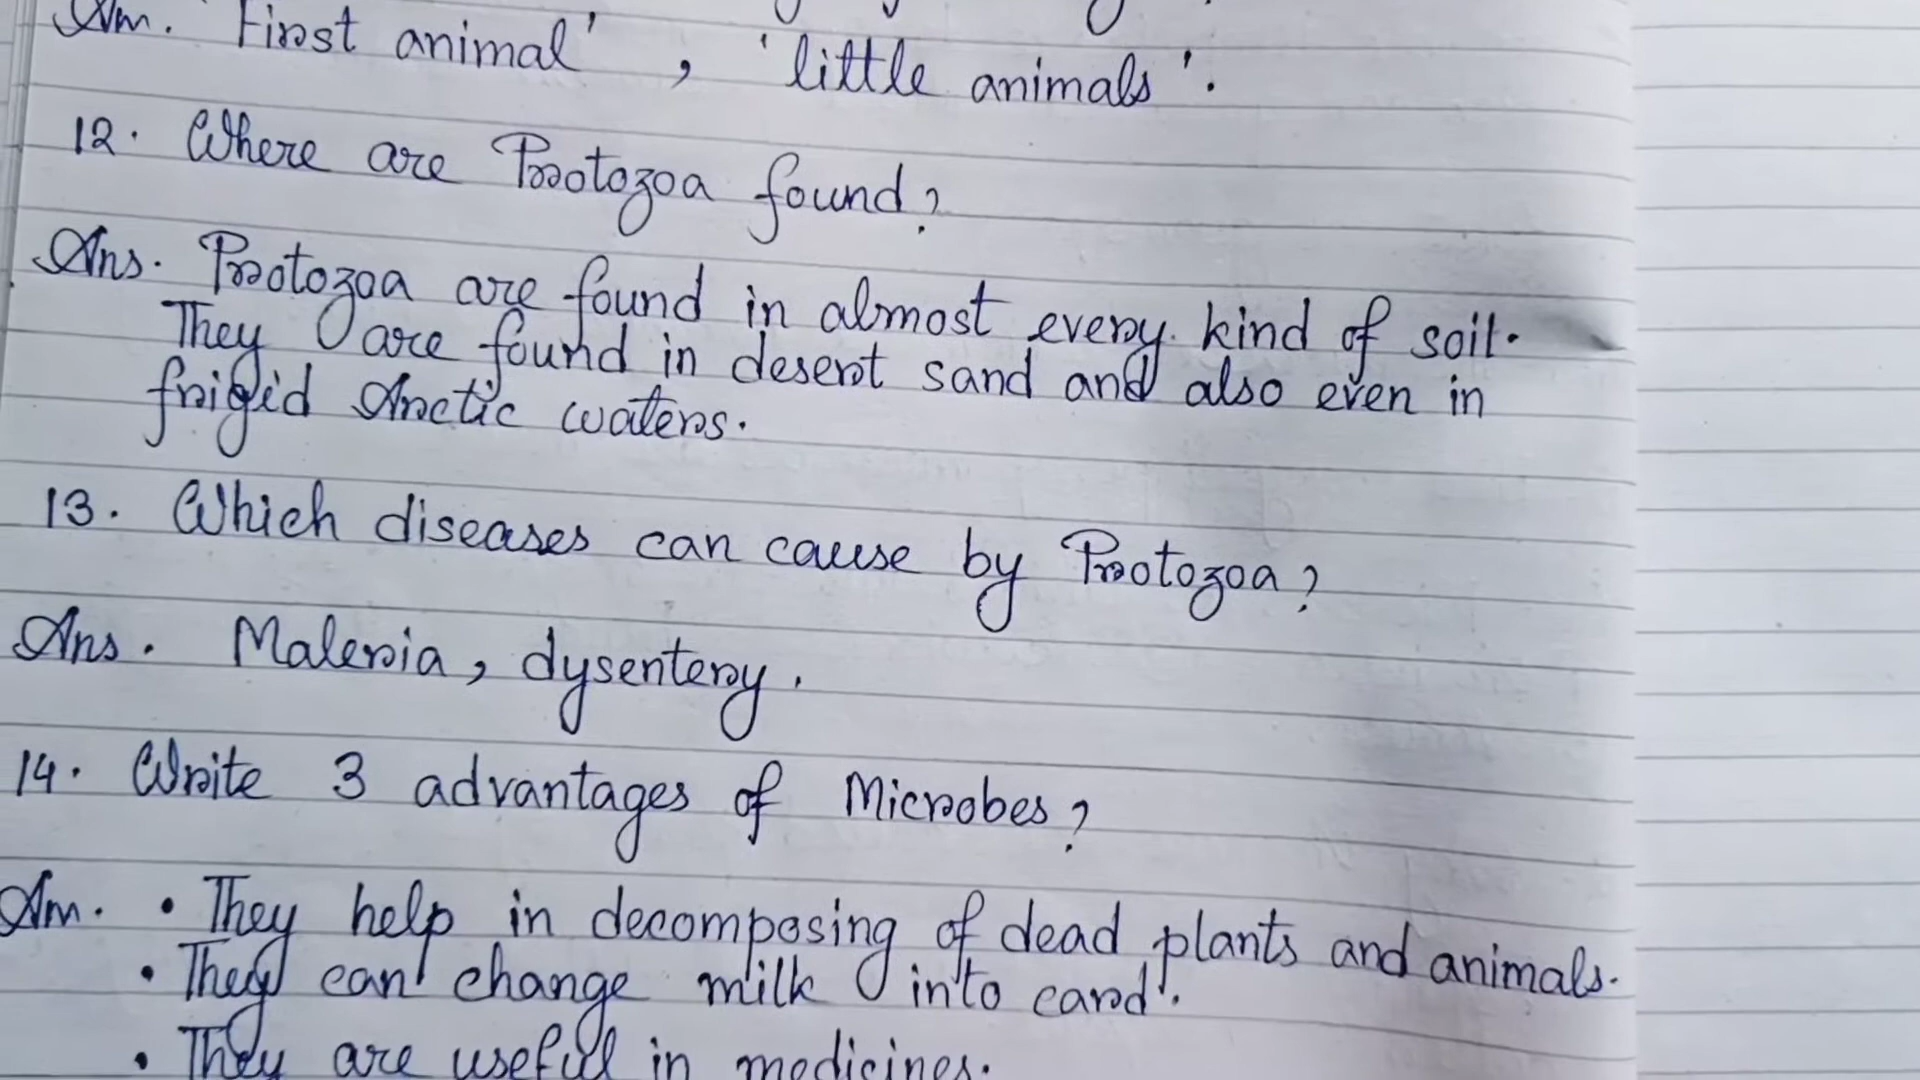 Ans. 'First animal', 'little animals'.
12. Where are Protozoa found?
Ans. Protozoa are found in almost every kind of soil.
They are found in desert sand and also even in
frigid Arctic waters.
13. Which diseases can cause by Protozoa?
Ans. Maleria, dysentery.
14. Write 3 advantages of Microbes?
Ans. • They help in decomposing of dead plants and animals.
• They can change milk into card.
• They are useful in medicines.